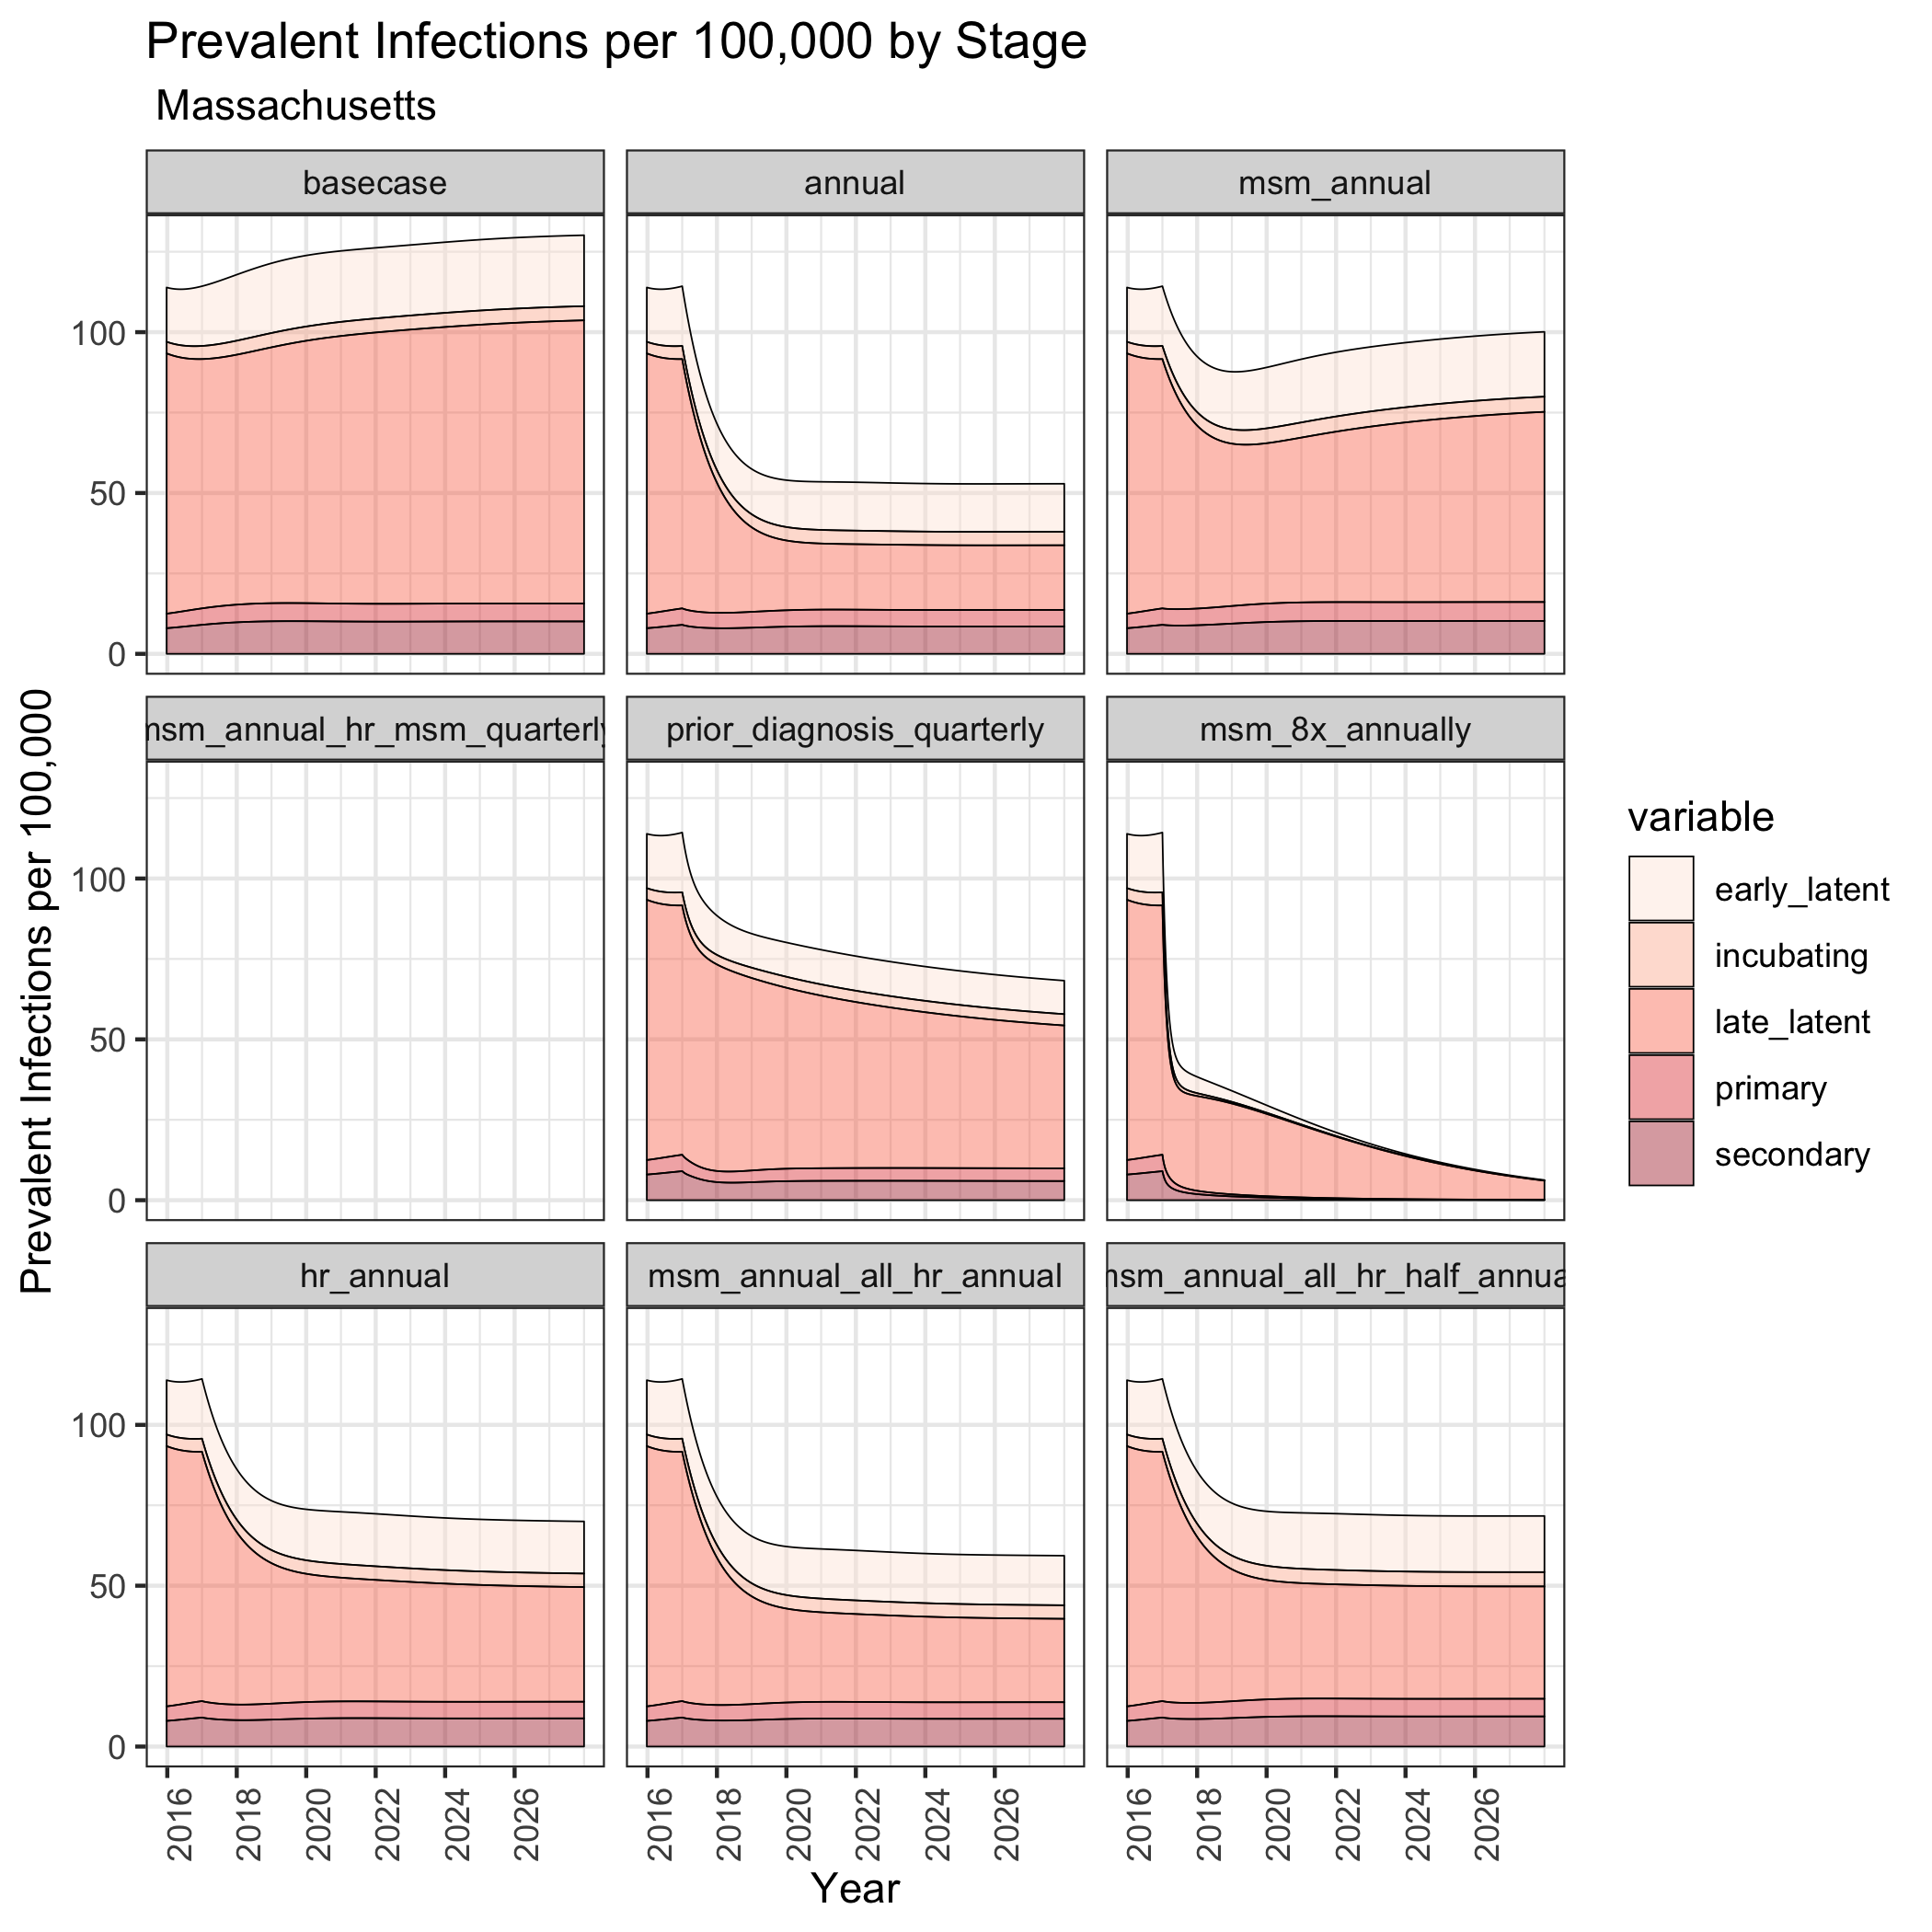 Prevalent Infections per 100,000 by Stage
Massachusetts
basecase
annual
msm_annual
100
50
0
msm_annual_hr_msm_quarterly
prior_diagnosis_quarterly
msm_8x_annually
100
50
0
hr_annual
msm_annual_all_hr_annual
msm_annual_all_hr_half_annual
100
50
0
2016 2018 2020 2022 2024 2026
2016 2018 2020 2022 2024 2026
2016 2018 2020 2022 2024 2026
Year
Prevalent Infections per 100,000
variable
early_latent
incubating
late_latent
primary
secondary